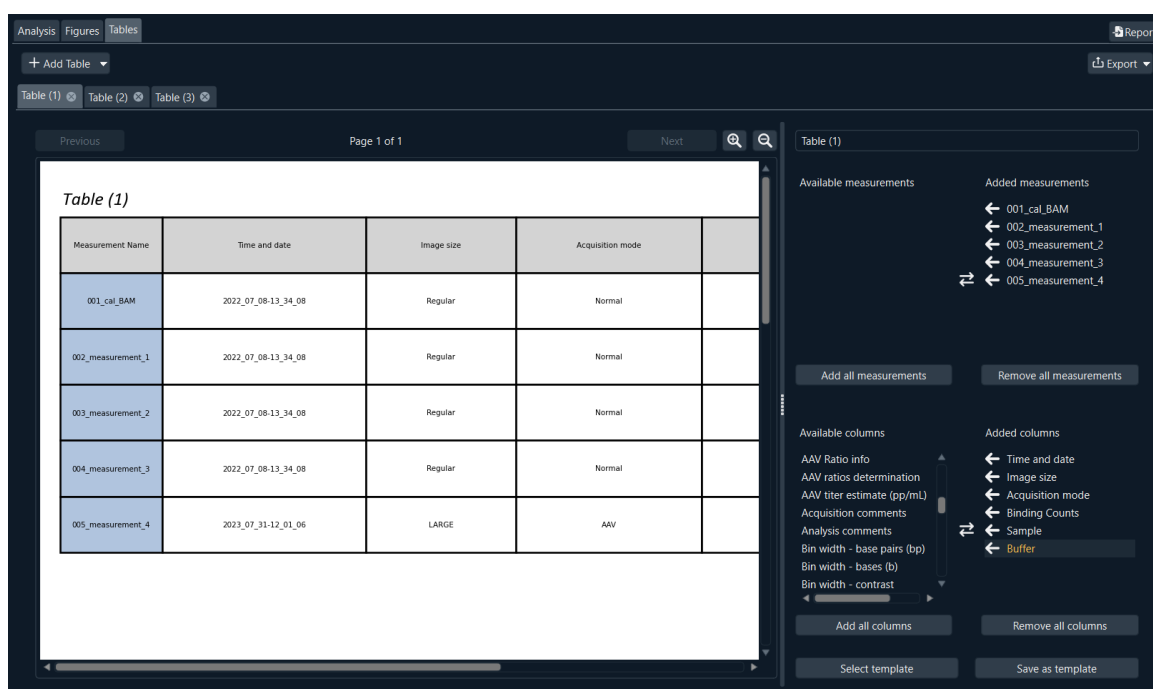 Analysis Figures Tables
Repor
+ Add Table
Export
Table (1) Table (2) Table (3)
Previous Page 1 of 1 Next
Table (1)
Measurement Name Time and date Image size Acquisition mode
001_cal_BAM 2022_07_08-13_34_08 Regular Normal
002_measurement_1 2022_07_08-13_34_08 Regular Normal
003_measurement_2 2022_07_08-13_34_08 Regular Normal
004_measurement_3 2022_07_08-13_34_08 Regular Normal
005_measurement_4 2023_07_31-12_01_06 LARGE AAV
Table (1)
Available measurements
Added measurements
001_cal_BAM
002_measurement_1
003_measurement_2
004_measurement_3
005_measurement_4
Add all measurements
Remove all measurements
Available columns
AAV Ratio info
AAV ratios determination
AAV titer estimate (pp/mL)
Acquisition comments
Analysis comments
Bin width - base pairs (bp)
Bin width - bases (b)
Bin width - contrast
Added columns
Time and date
Image size
Acquisition mode
Binding Counts
Sample
Buffer
Add all columns
Remove all columns
Select template
Save as template